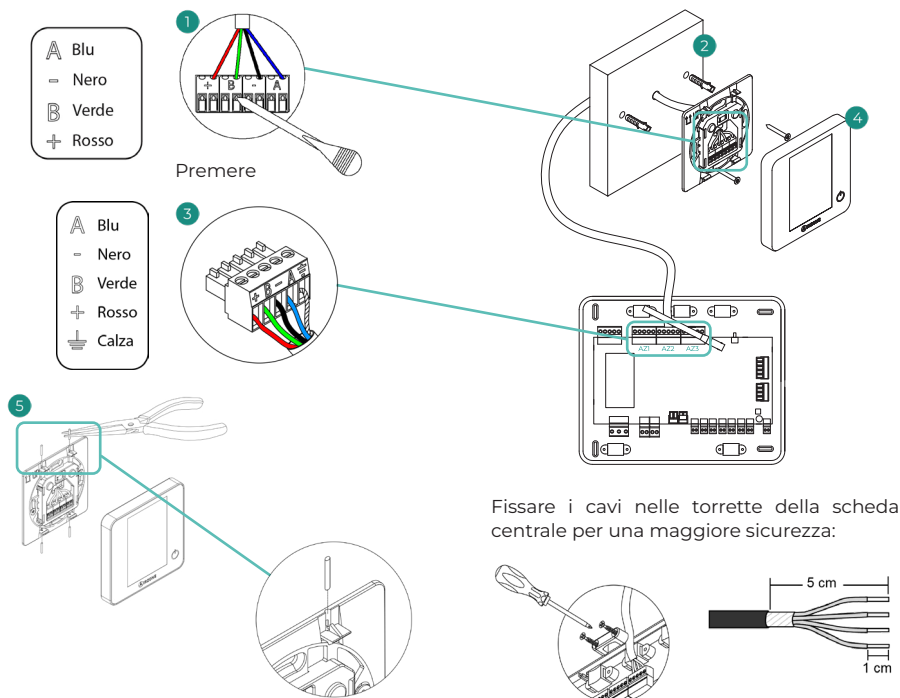 1
A Blu
- Nero
B Verde
+ Rosso
+ B - A
Premere
2
4
A Blu
- Nero
B Verde
+ Rosso
⏚ Calza
3
+ B - A ⏚
AZ1 AZ2 AZ3
5
Fissare i cavi nelle torrette della scheda
centrale per una maggiore sicurezza:
5 cm
1 cm